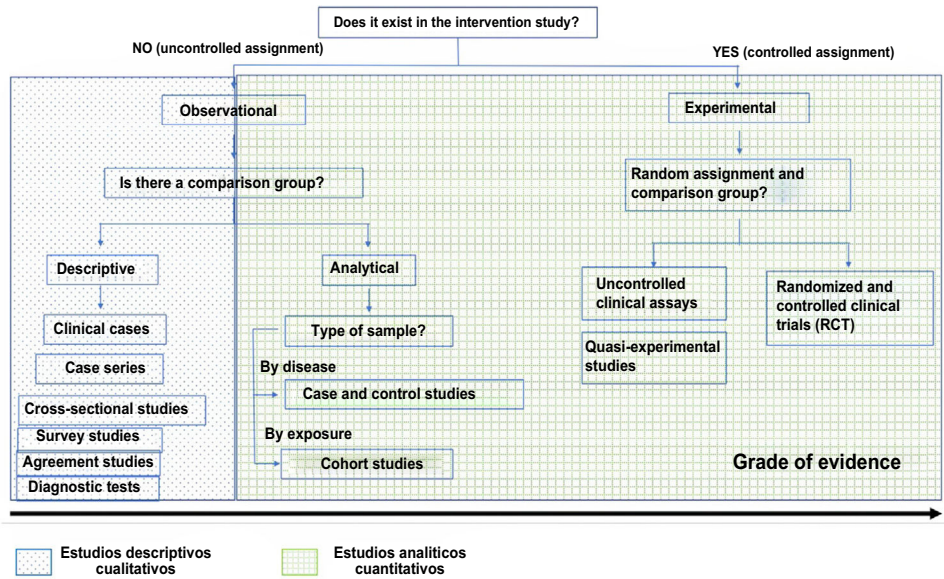 Does it exist in the intervention study?
NO (uncontrolled assignment)
YES (controlled assignment)
Observational
Experimental
Is there a comparison group?
Random assignment and
comparison group?
Descriptive
Analytical
Uncontrolled
clinical assays
Randomized and
controlled clinical
trials (RCT)
Clinical cases
Type of sample?
Quasi-experimental
studies
Case series
By disease
Case and control studies
Cross-sectional studies
By exposure
Survey studies
Agreement studies
Cohort studies
Grade of evidence
Diagnostic tests
Estudios descriptivos
cualitativos
Estudios analiticos
cuantitativos